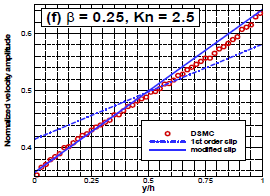 (f) β = 0.25, Kn = 2.5
Normalized velocity amplitude
0.6
0.5
0.4
DSMC
1st order slip
modified slip
0 0.25 0.5 0.75 1
y/h